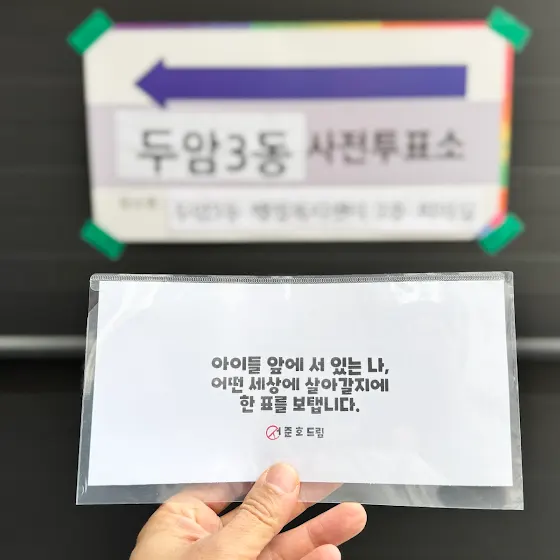 두암3동 사전투표소
아이들 앞에 서 있는 나,
어떤 세상에 살아갈지에
한 표를 보탭니다.
준호 드림